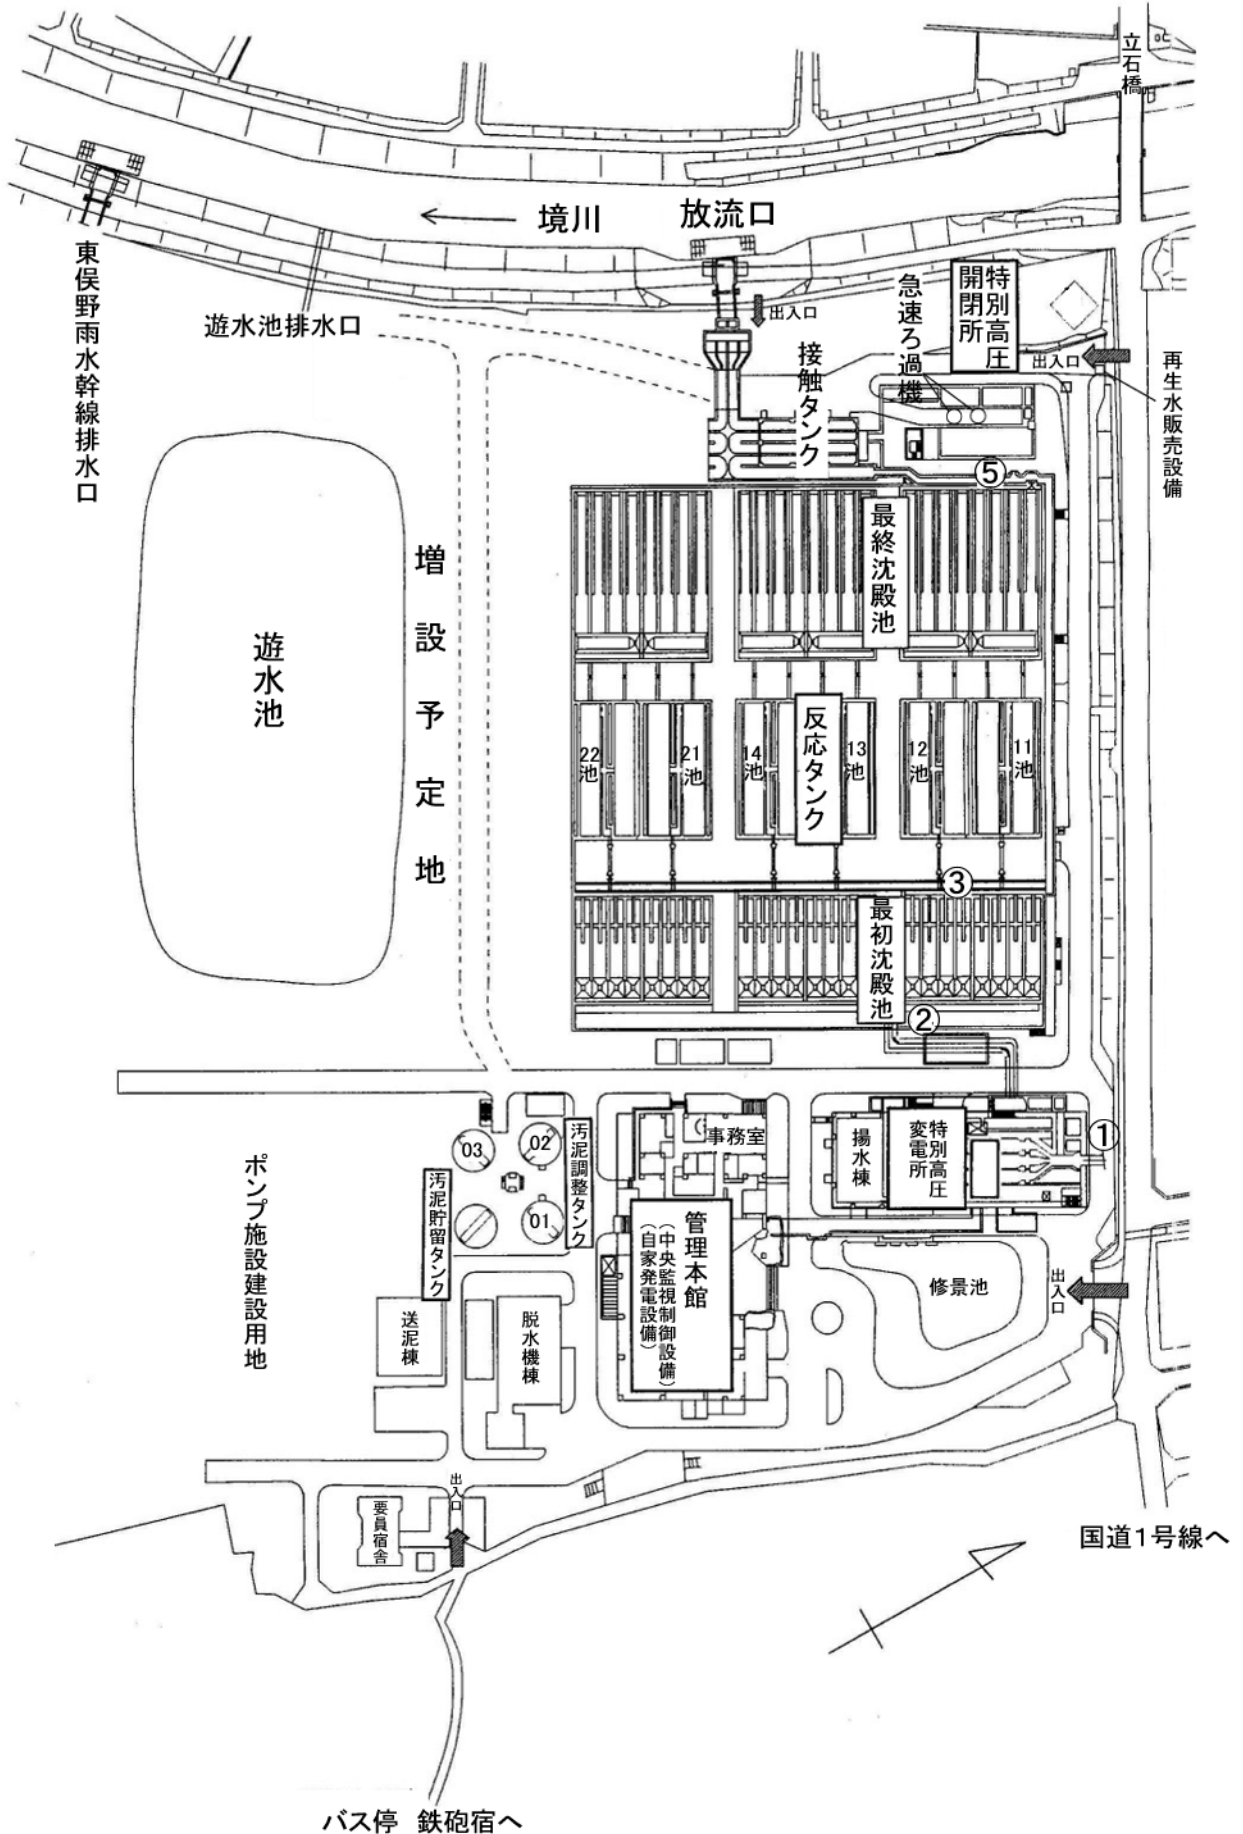 立石橋
東俣野雨水幹線排水口
境川
放流口
遊水池排水口
出入口
急速ろ過機
特別高圧
開閉所
出入口
再生水販売設備
接触タンク
⑤
最終沈殿池
増設予定地
遊水池
反応タンク
22池
21池
14池
13池
12池
11池
③
最初沈殿池
②
①
03
02
01
汚泥調整タンク
汚泥貯留タンク
事務室
揚水棟
特別高圧
変電所
管理本館
(中央監視制御設備)
(自家発電設備)
修景池
出入口
ポンプ施設建設用地
送泥棟
脱水機棟
出入口
要員宿舎
国道1号線へ
バス停 鉄砲宿へ